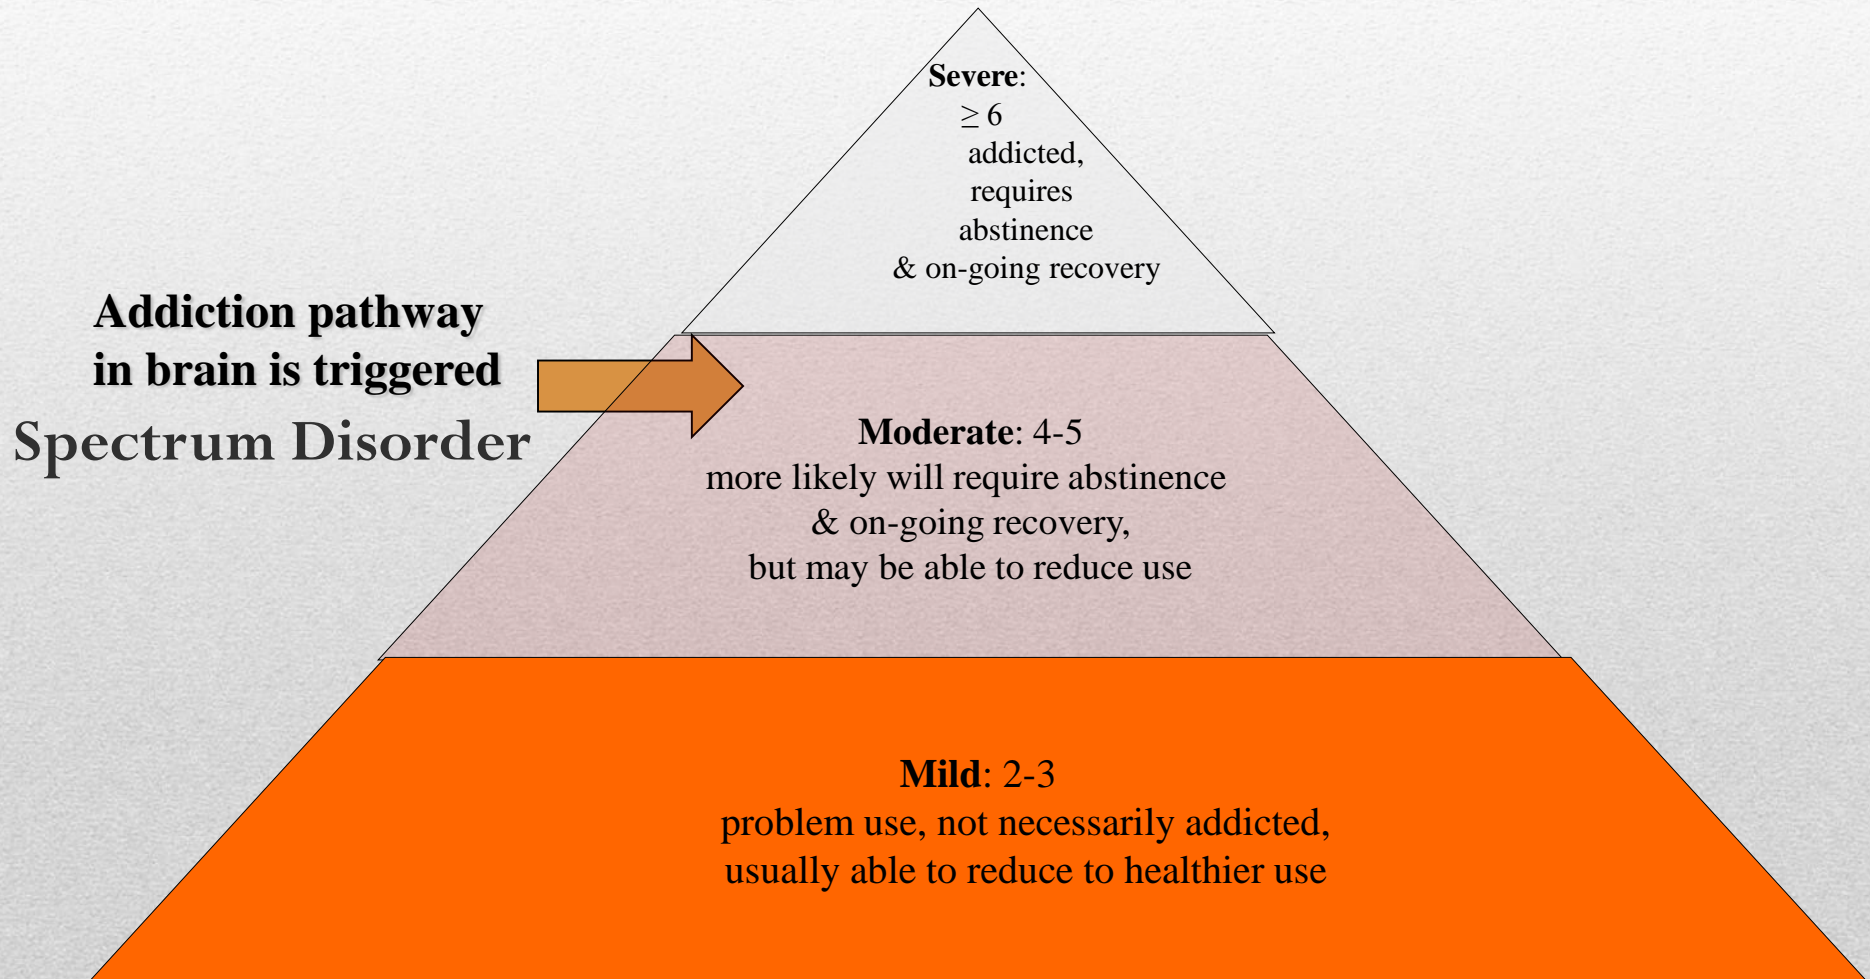 Severe:
≥ 6
addicted,
requires
abstinence
& on-going recovery
Addiction pathway
in brain is triggered
Spectrum Disorder
Moderate: 4-5
more likely will require abstinence
& on-going recovery,
but may be able to reduce use
Mild: 2-3
problem use, not necessarily addicted,
usually able to reduce to healthier use